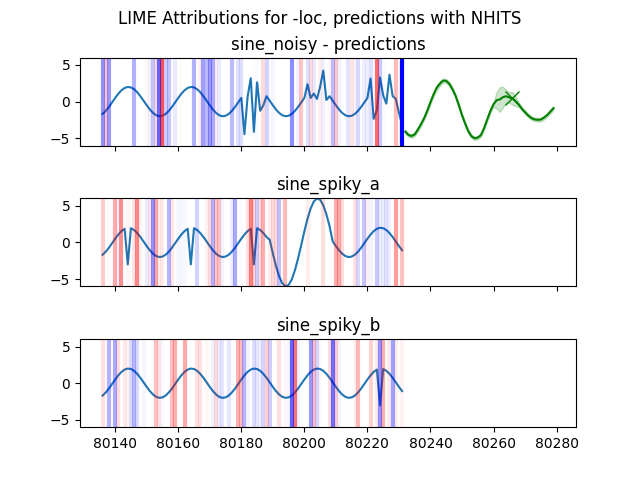 LIME Attributions for -loc, predictions with NHITS
sine_noisy - predictions
5
0
−5
sine_spiky_a
5
0
−5
sine_spiky_b
5
0
−5
80140 80160 80180 80200 80220 80240 80260 80280